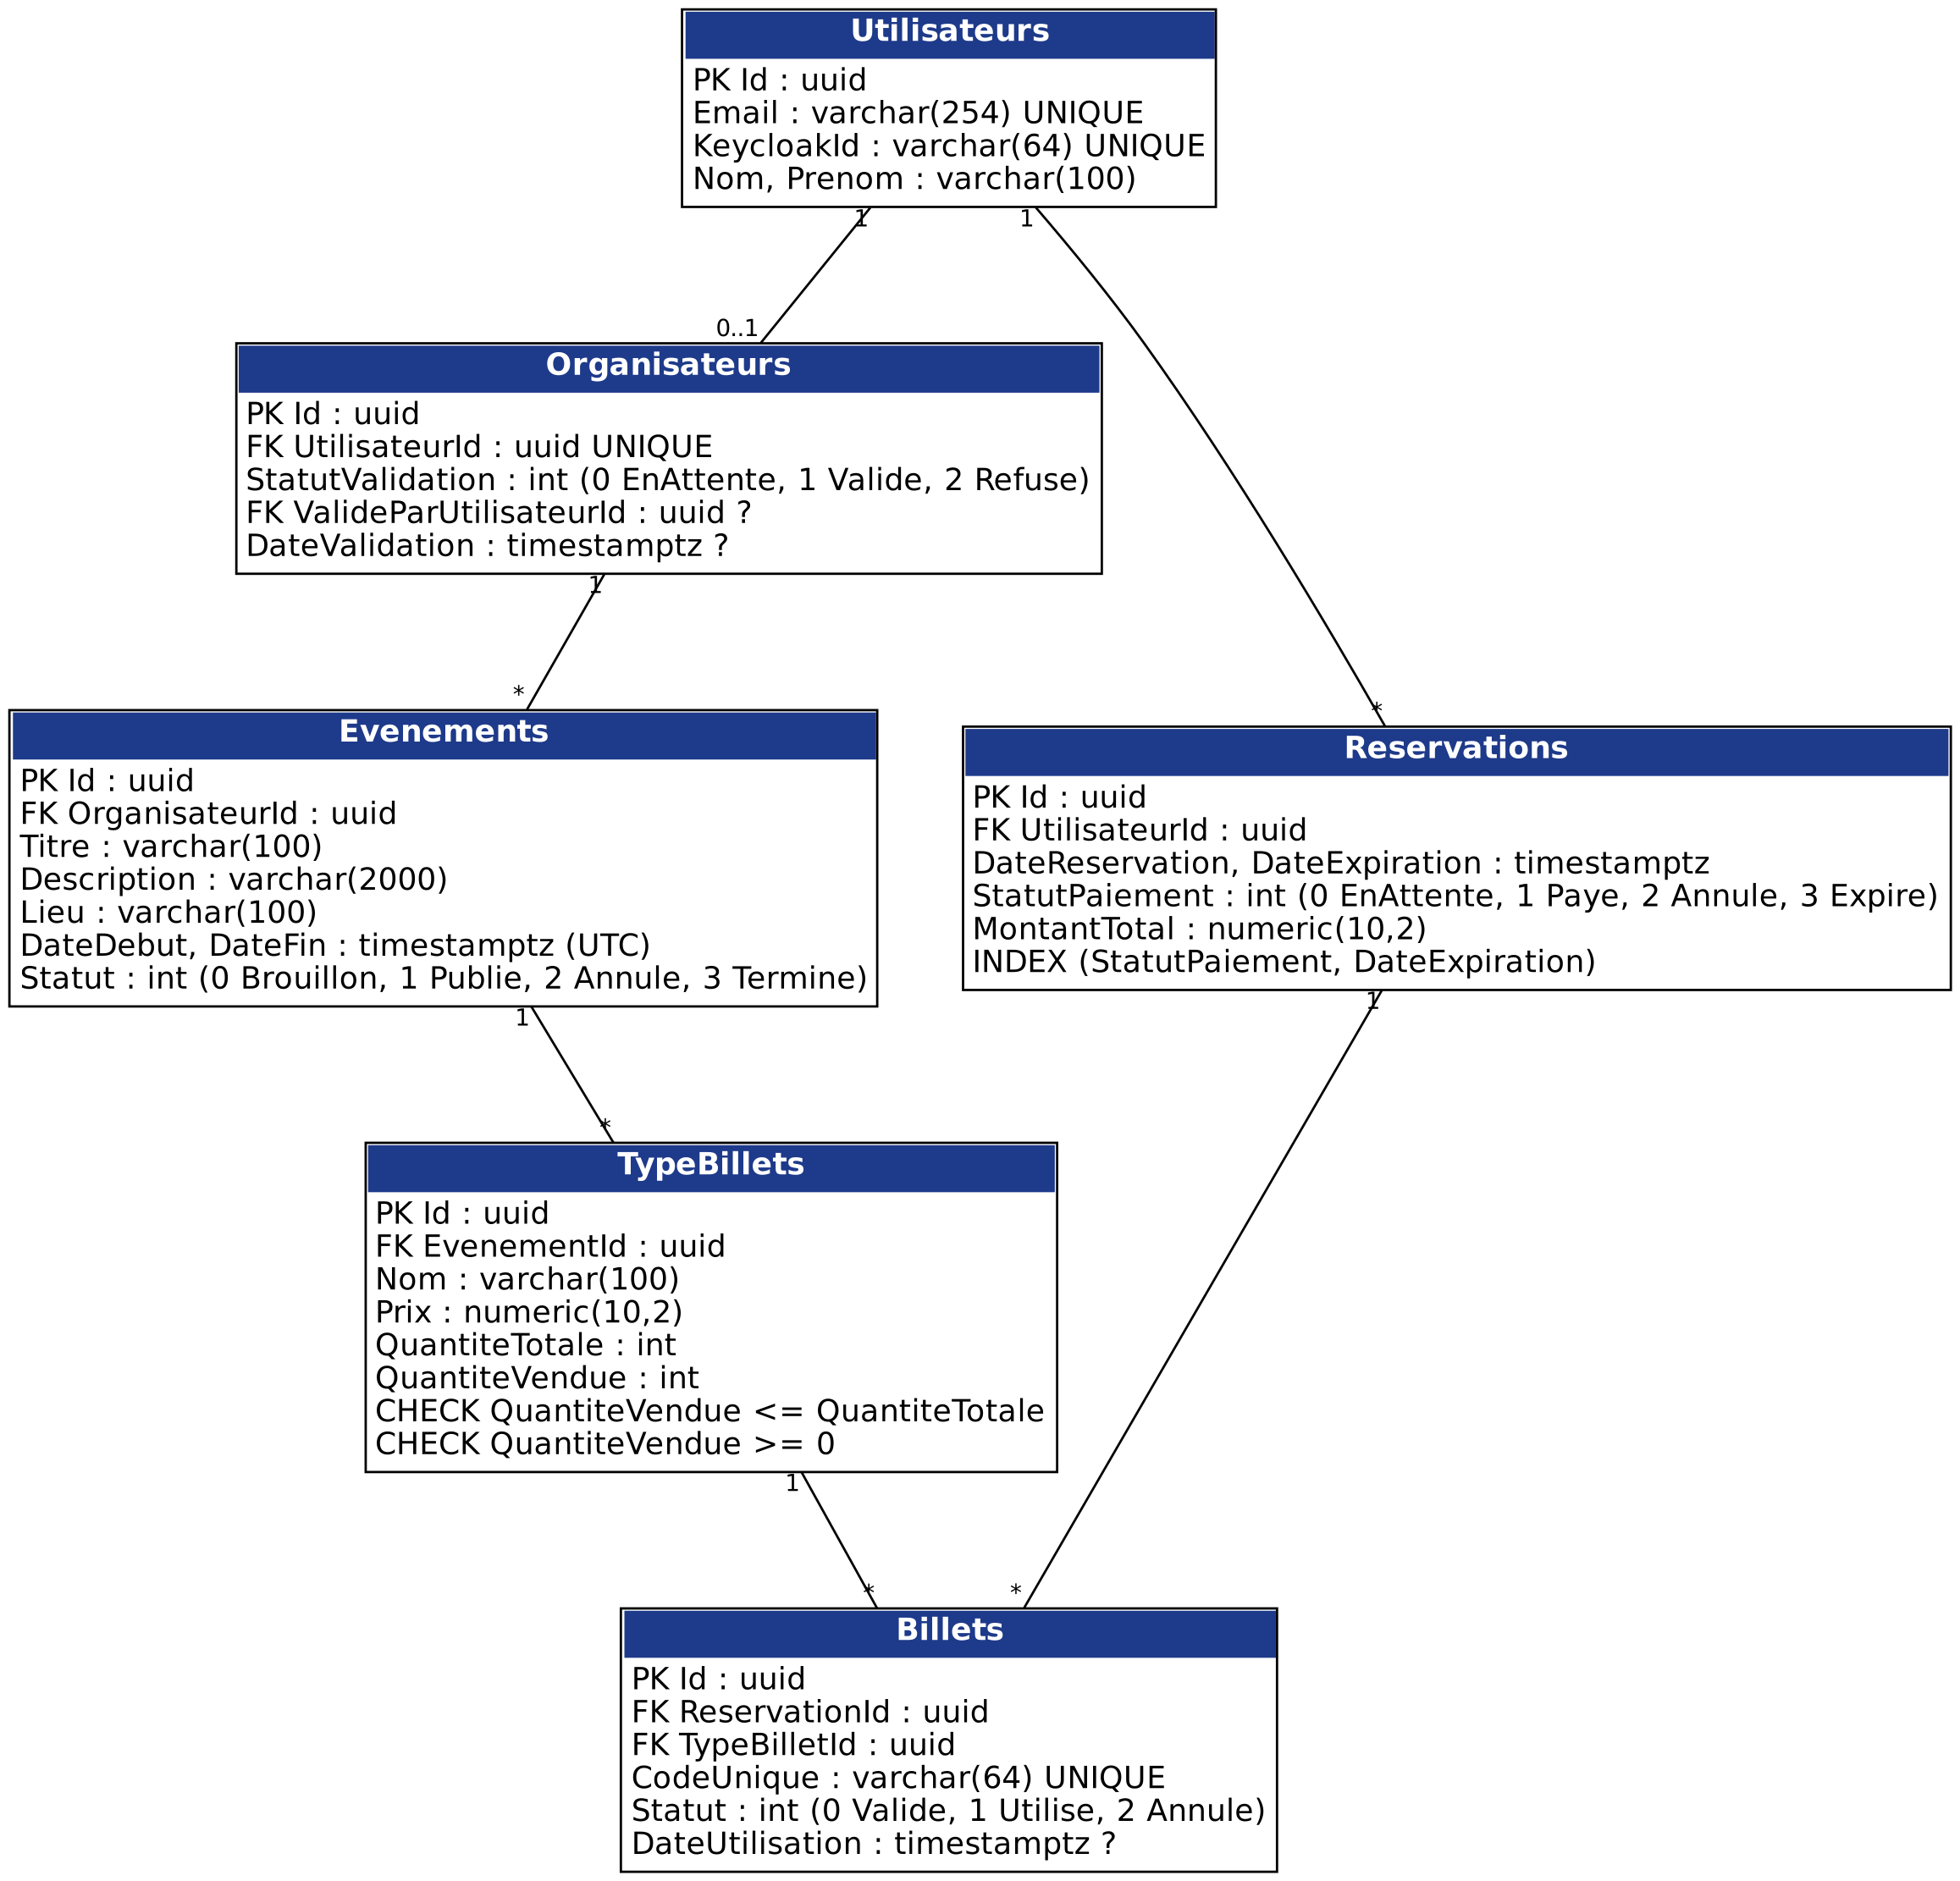 Utilisateurs
PK Id : uuid
Email : varchar(254) UNIQUE
KeycloakId : varchar(64) UNIQUE
Nom, Prenom : varchar(100)
1
1
0..1
Organisateurs
PK Id : uuid
FK UtilisateurId : uuid UNIQUE
StatutValidation : int (0 EnAttente, 1 Valide, 2 Refuse)
FK ValideParUtilisateurId : uuid ?
DateValidation : timestamptz ?
1
*
Evenements
PK Id : uuid
FK OrganisateurId : uuid
Titre : varchar(100)
Description : varchar(2000)
Lieu : varchar(100)
DateDebut, DateFin : timestamptz (UTC)
Statut : int (0 Brouillon, 1 Publie, 2 Annule, 3 Termine)
1
*
Reservations
PK Id : uuid
FK UtilisateurId : uuid
DateReservation, DateExpiration : timestamptz
StatutPaiement : int (0 EnAttente, 1 Paye, 2 Annule, 3 Expire)
MontantTotal : numeric(10,2)
INDEX (StatutPaiement, DateExpiration)
1
*
TypeBillets
PK Id : uuid
FK EvenementId : uuid
Nom : varchar(100)
Prix : numeric(10,2)
QuantiteTotale : int
QuantiteVendue : int
CHECK QuantiteVendue <= QuantiteTotale
CHECK QuantiteVendue >= 0
1
*
*
Billets
PK Id : uuid
FK ReservationId : uuid
FK TypeBilletId : uuid
CodeUnique : varchar(64) UNIQUE
Statut : int (0 Valide, 1 Utilise, 2 Annule)
DateUtilisation : timestamptz ?